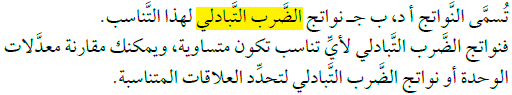 تُسمَّى النَّواتج أ د، ب جـ نواتج الضَّرب التَّبادلي لهذا التَّناسب.
فنواتج الضَّرب التَّبادلي لأيِّ تناسب تكون متساوية، ويمكنك مقارنة معدَّلات
الوحدة أو نواتج الضَّرب التَّبادلي لتحدِّد العلاقات المتناسبة.